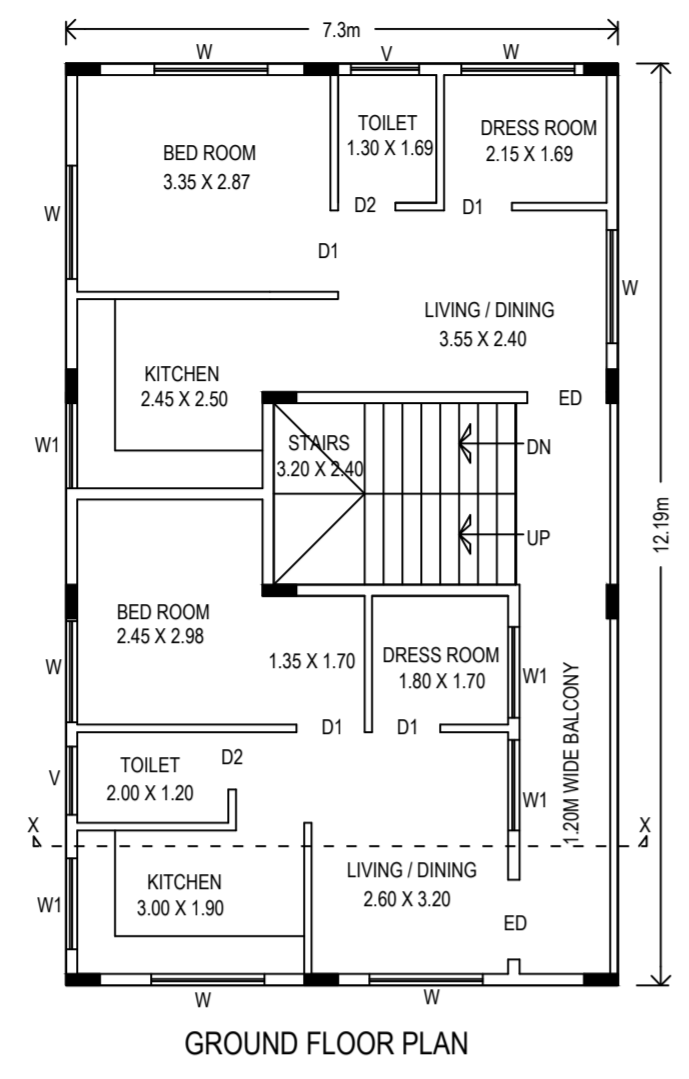 7.3m
W
V
W
BED ROOM
3.35 X 2.87
TOILET
1.30 X 1.69
DRESS ROOM
2.15 X 1.69
W
D2
D1
D1
W
LIVING / DINING
3.55 X 2.40
KITCHEN
2.45 X 2.50
ED
W1
STAIRS
3.20 X 2.40
DN
UP
12.19m
BED ROOM
2.45 X 2.98
W
1.35 X 1.70
DRESS ROOM
1.80 X 1.70
W1
1.20M WIDE BALCONY
D1
D1
TOILET
2.00 X 1.20
D2
V
W1
X
X
KITCHEN
3.00 X 1.90
LIVING / DINING
2.60 X 3.20
W1
ED
W
W
GROUND FLOOR PLAN